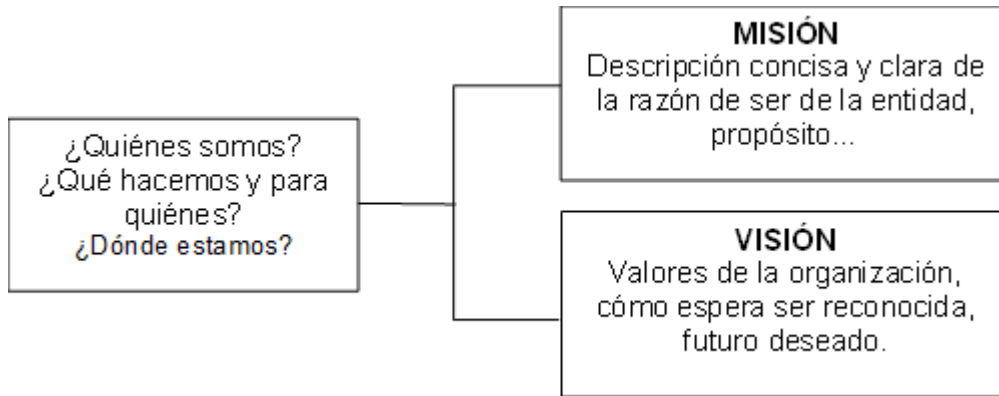 ¿Quiénes somos?
¿Qué hacemos y para
quiénes?
¿Dónde estamos?
MISIÓN
Descripción concisa y clara de
la razón de ser de la entidad,
propósito...
VISIÓN
Valores de la organización,
cómo espera ser reconocida,
futuro deseado.